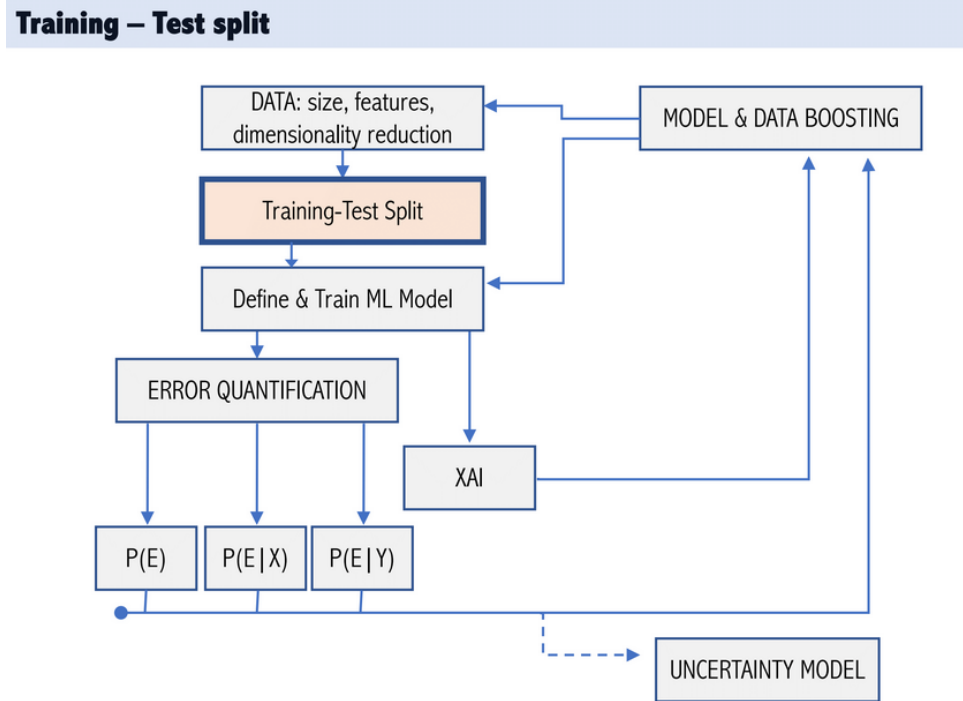 Training – Test split
DATA: size, features,
dimensionality reduction
MODEL & DATA BOOSTING
Training-Test Split
Define & Train ML Model
ERROR QUANTIFICATION
XAI
P(E)
P(E|X)
P(E|Y)
UNCERTAINTY MODEL